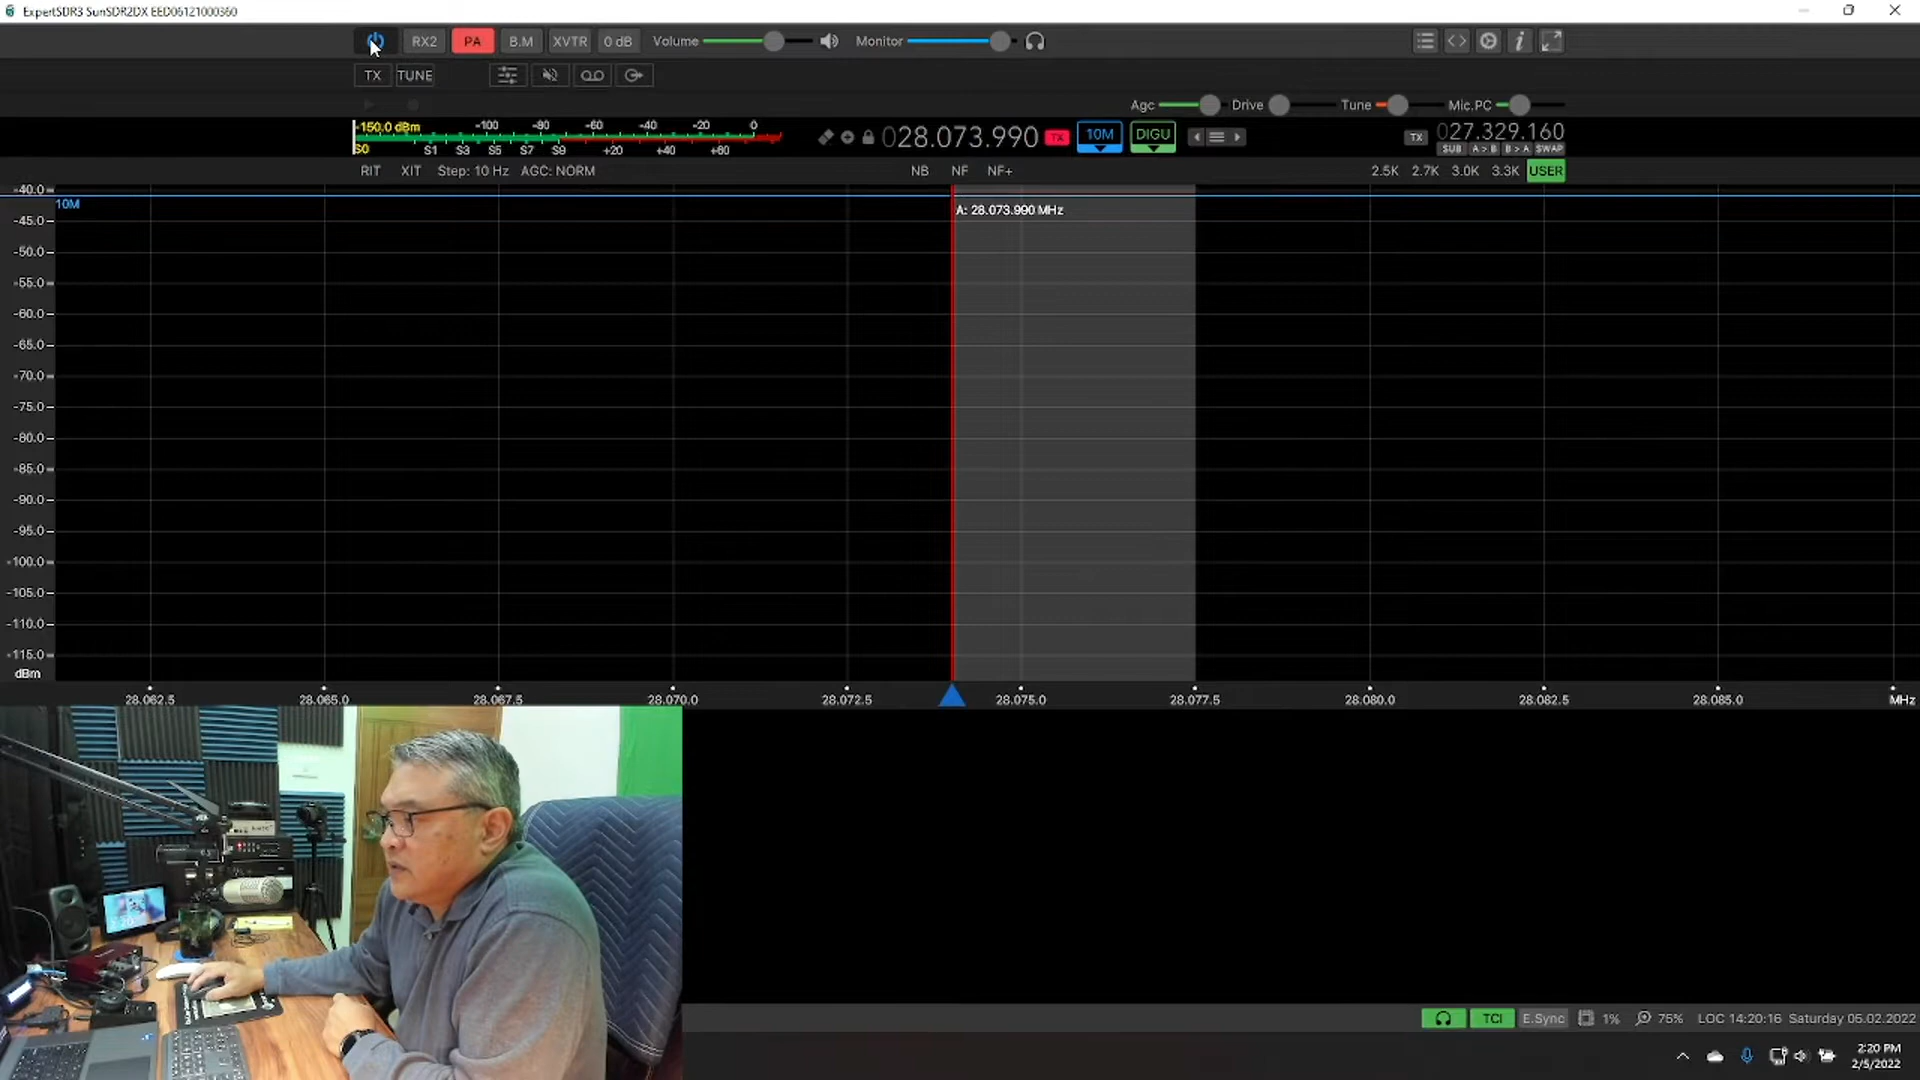 ExpertSDR3 SunSDR2DX EED06121000360
RX2 PA B.M XVTR 0 dB Volume Monitor
TX TUNE
Agc Drive Tune Mic.PC
-150.0 dBm -100 -80 -60 -40 -20 0
S0 S1 S3 S5 S7 S9 +20 +40 +60
028.073.990 TX 10M DIGU
TX 027.329.160
SUB A > B B > A SWAP
RIT XIT Step: 10 Hz AGC: NORM NB NF NF+ 2.5K 2.7K 3.0K 3.3K USER
-40.0
10M
A: 28.073.990 MHz
-45.0
-50.0
-55.0
-60.0
-65.0
-70.0
-75.0
-80.0
-85.0
-90.0
-95.0
-100.0
-105.0
-110.0
-115.0
dBm
28.062.5 28.065.0 28.067.5 28.070.0 28.072.5 28.075.0 28.077.5 28.080.0 28.082.5 28.085.0 MHz
TCI E.Sync 1% 75% LOC 14:20:16 Saturday 05.02.2022
2:20 PM
2/5/2022